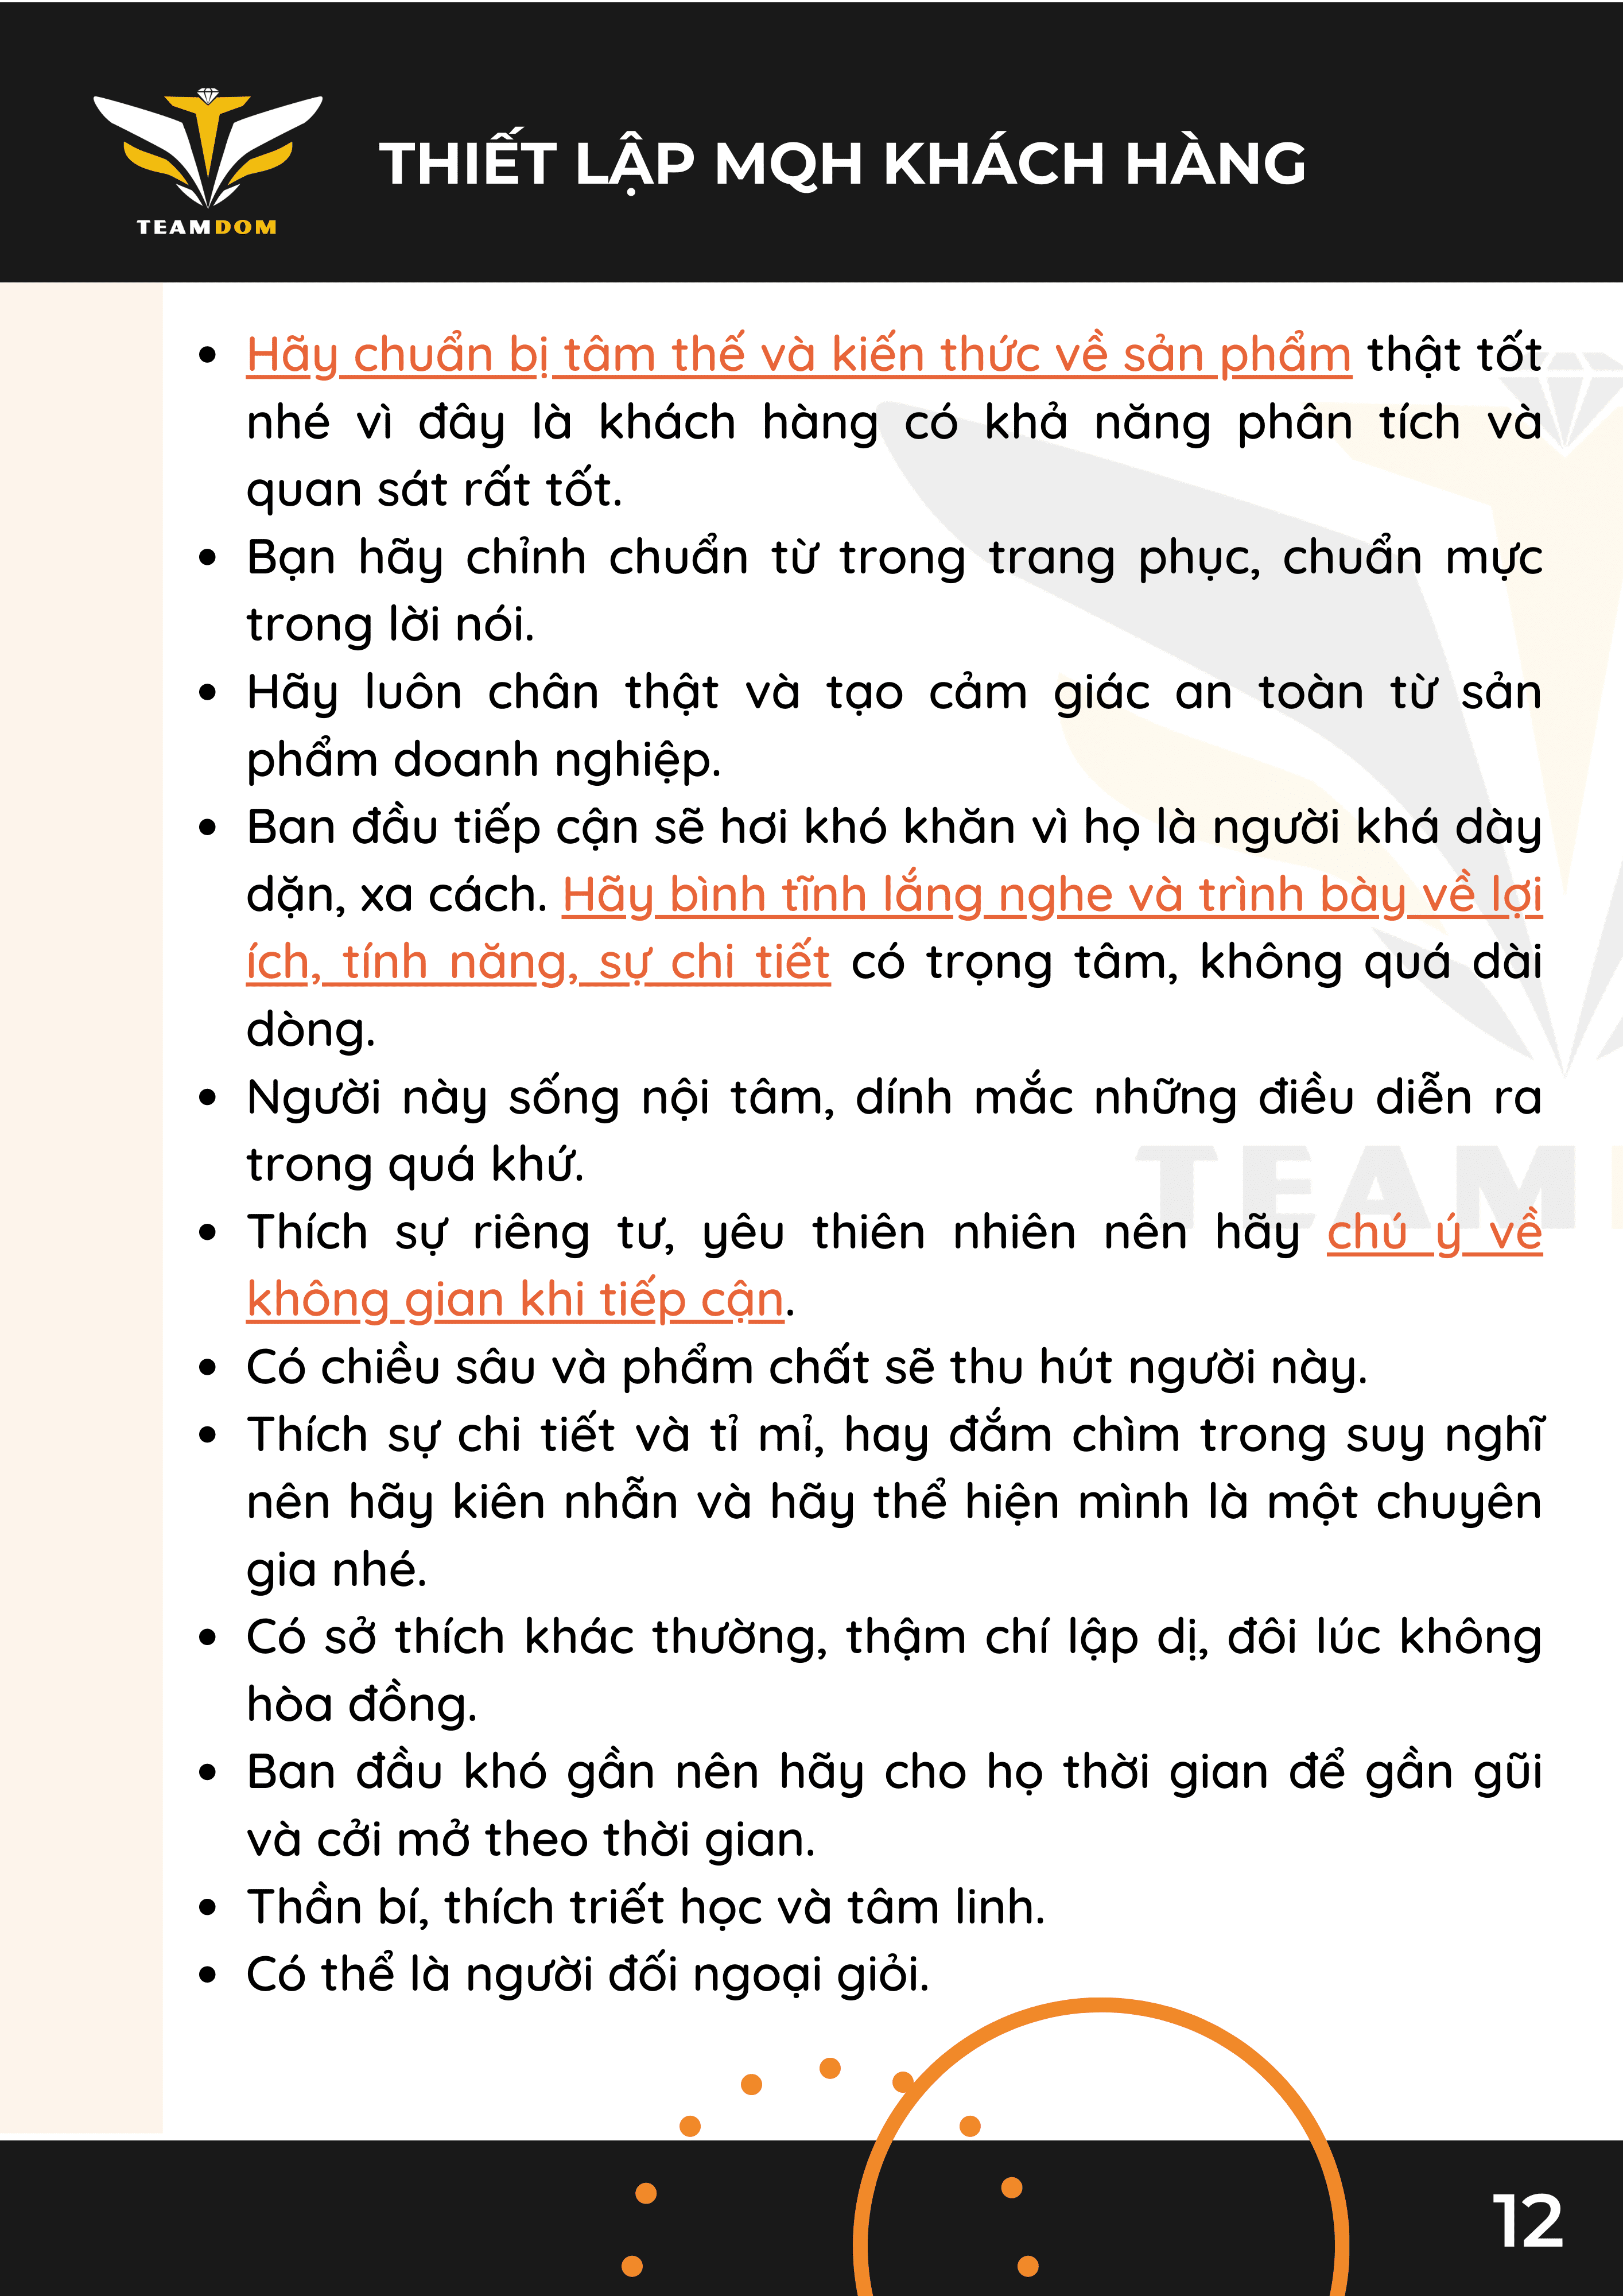 TEAMDOM
THIẾT LẬP MQH KHÁCH HÀNG
• Hãy chuẩn bị tâm thế và kiến thức về sản phẩm thật tốt
nhé vì đây là khách hàng có khả năng phân tích và
quan sát rất tốt.
• Bạn hãy chỉnh chuẩn từ trong trang phục, chuẩn mực
trong lời nói.
• Hãy luôn chân thật và tạo cảm giác an toàn từ sản
phẩm doanh nghiệp.
• Ban đầu tiếp cận sẽ hơi khó khăn vì họ là người khá dày
dặn, xa cách. Hãy bình tĩnh lắng nghe và trình bày về lợi
ích, tính năng, sự chi tiết có trọng tâm, không quá dài
dòng.
• Người này sống nội tâm, dính mắc những điều diễn ra
trong quá khứ.
• Thích sự riêng tư, yêu thiên nhiên nên hãy chú ý về
không gian khi tiếp cận.
• Có chiều sâu và phẩm chất sẽ thu hút người này.
• Thích sự chi tiết và tỉ mỉ, hay đắm chìm trong suy nghĩ
nên hãy kiên nhẫn và hãy thể hiện mình là một chuyên
gia nhé.
• Có sở thích khác thường, thậm chí lập dị, đôi lúc không
hòa đồng.
• Ban đầu khó gần nên hãy cho họ thời gian để gần gũi
và cởi mở theo thời gian.
• Thần bí, thích triết học và tâm linh.
• Có thể là người đối ngoại giỏi.
TEAM
12